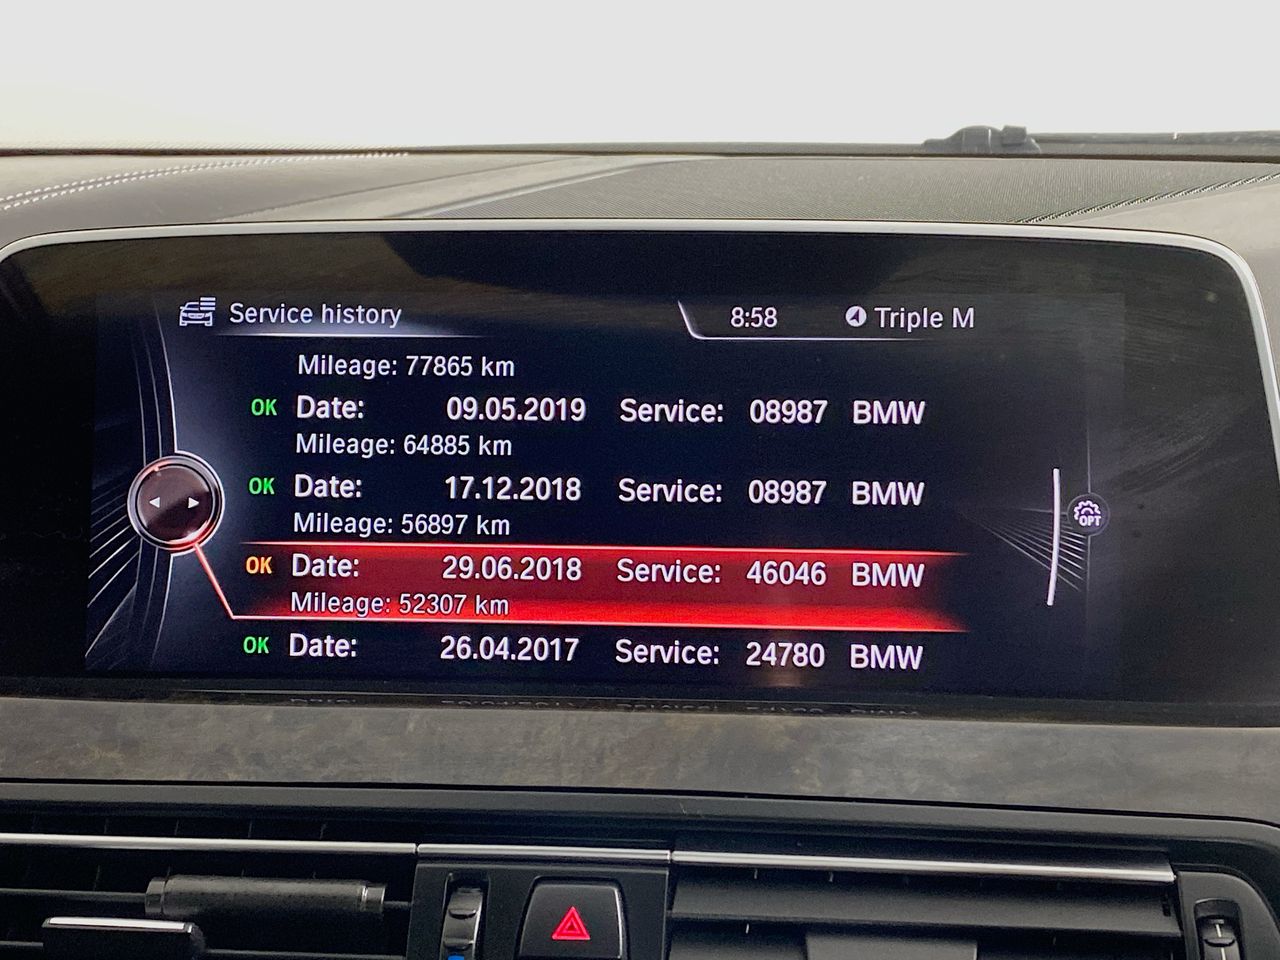 Service history 8:58 Triple M
Mileage: 77865 km
OK Date: 09.05.2019 Service: 08987 BMW
Mileage: 64885 km
OK Date: 17.12.2018 Service: 08987 BMW
Mileage: 56897 km
OK Date: 29.06.2018 Service: 46046 BMW
Mileage: 52307 km
OPT
OK Date: 26.04.2017 Service: 24780 BMW